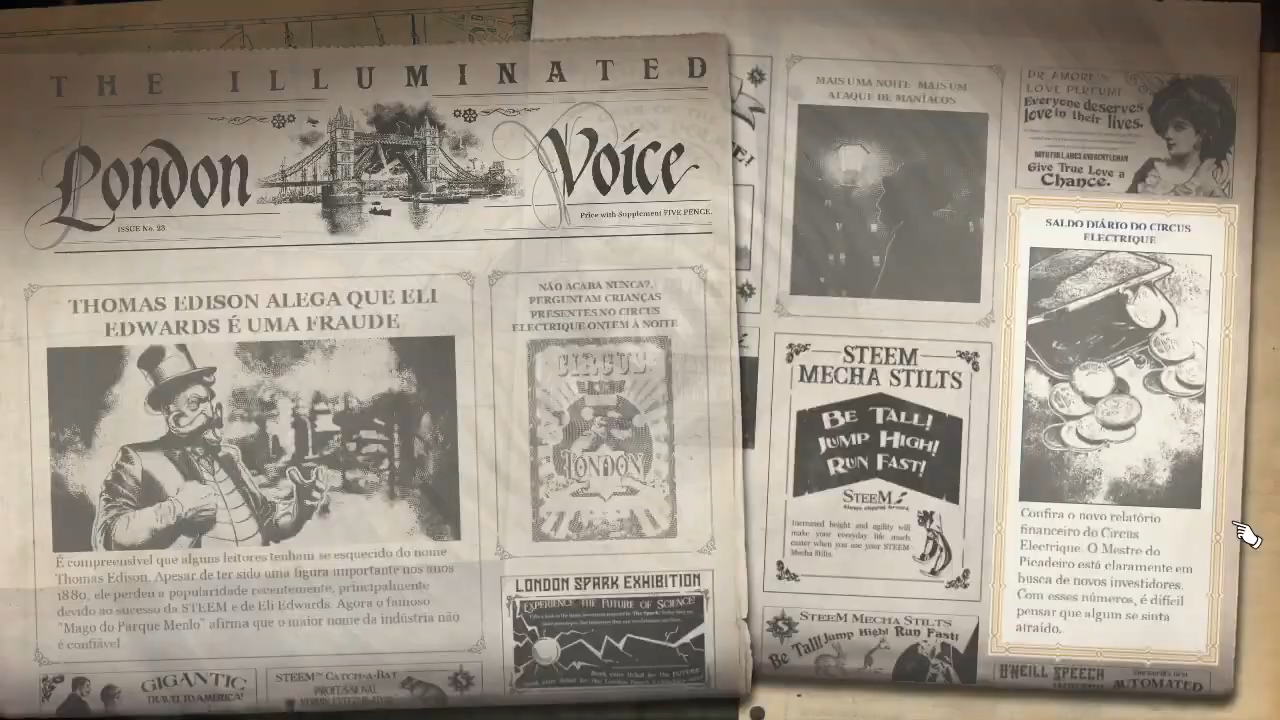 THE ILLUMINATED
London Voice
ISSUE No. 23
Price with Supplement FIVE PENCE.
THOMAS EDISON ALEGA QUE ELI
EDWARDS É UMA FRAUDE
É compreensível que alguns leitores tenham se esquecido do nome
Thomas Edison. Apesar de ter sido uma figura importante nos anos
1880, ele perdeu a popularidade recentemente, principalmente
devido ao sucesso da STEEM e de Eli Edwards. Agora o famoso
"Mago do Parque Menlo" afirma que o maior nome da indústria não
é confiável
GIGANTIC
TRAVEL TO AMERICA!
STEEM™ CATCH-A-RAT
PROFESSIONAL
NÃO ACABA NUNCA?,
PERGUNTAM CRIANÇAS
PRESENTES NO CIRCUS
ELECTRIQUE ONTEM À NOITE
CIRCUS
LONDON
LONDON SPARK EXHIBITION
EXPERIENCE THE FUTURE OF SCIENCE!
MAIS UMA NOITE, MAIS UM
ATAQUE DE MANÍACOS
STEEM
MECHA STILTS
BE TALL!
JUMP HIGH!
RUN FAST!
STEEM
Increased height and agility will
make your everyday life much
easier when you use your STEEM
Mecha Stilts.
STEEM MECHA STILTS
Be Tall! Jump High! Run Fast!
DR AMORE'S
LOVE PERFUME
Everyone deserves
love in their lives.
BOTH FOR LADIES AND GENTLEMAN
Give True Love a
Chance.
SALDO DIÁRIO DO CIRCUS
ELECTRIQUE
Confira o novo relatório
financeiro do Circus
Electrique. O Mestre do
Picadeiro está claramente em
busca de novos investidores.
Com esses números, é difícil
pensar que algum se sinta
atraído.
O'NEILL SPEECH
AUTOMATED